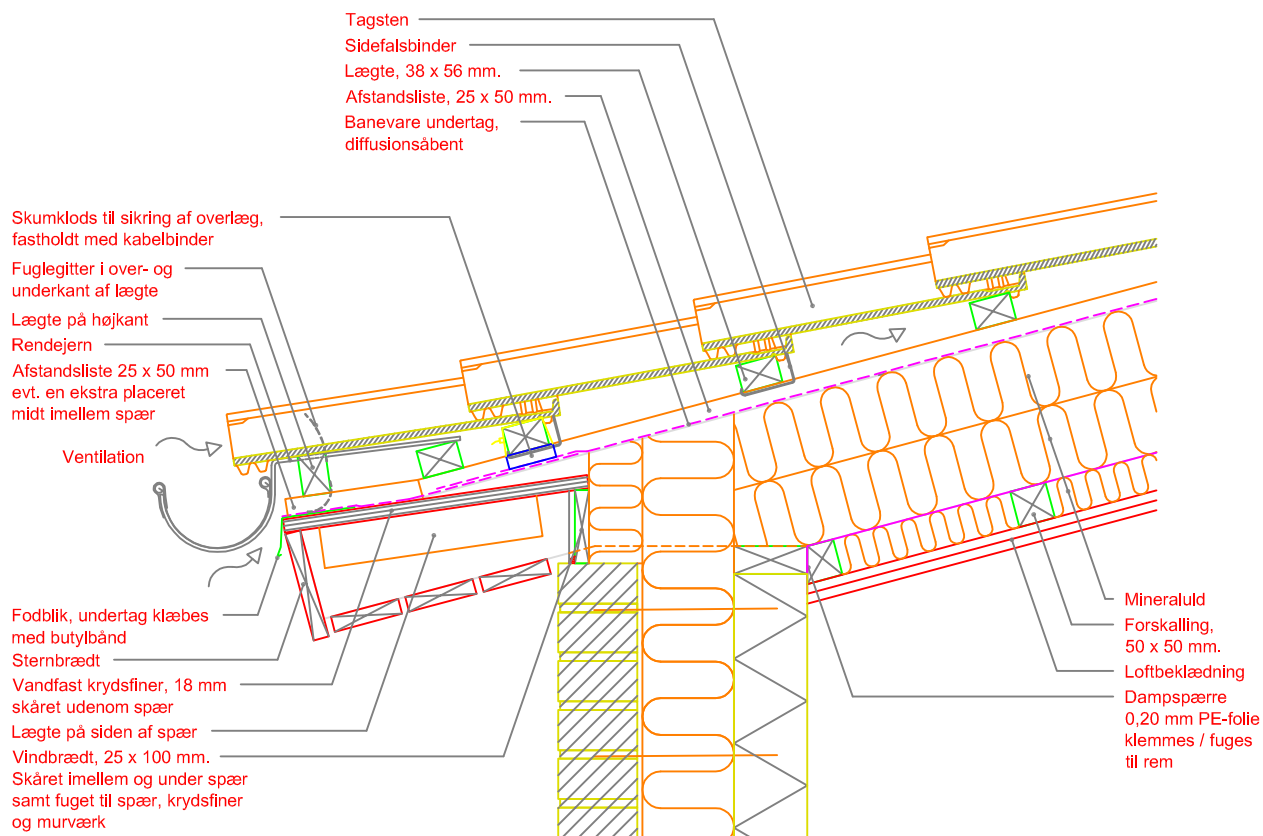 Tagsten
Sidefalsbinder
Lægte, 38 x 56 mm.
Afstandsliste, 25 x 50 mm.
Banevare undertag,
diffusionsåbent
Skumklods til sikring af overlæg,
fastholdt med kabelbinder
Fuglegitter i over- og
underkant af lægte
Lægte på højkant
Rendejern
Afstandsliste 25 x 50 mm
evt. en ekstra placeret
midt imellem spær
Ventilation
Fodblik, undertag klæbes
med butylbånd
Sternbrædt
Vandfast krydsfiner, 18 mm
skåret udenom spær
Lægte på siden af spær
Vindbrædt, 25 x 100 mm.
Skåret imellem og under spær
samt fuget til spær, krydsfiner
og murværk
Mineraluld
Forskalling,
50 x 50 mm.
Loftbeklædning
Dampspærre
0,20 mm PE-folie
klemmes / fuges
til rem